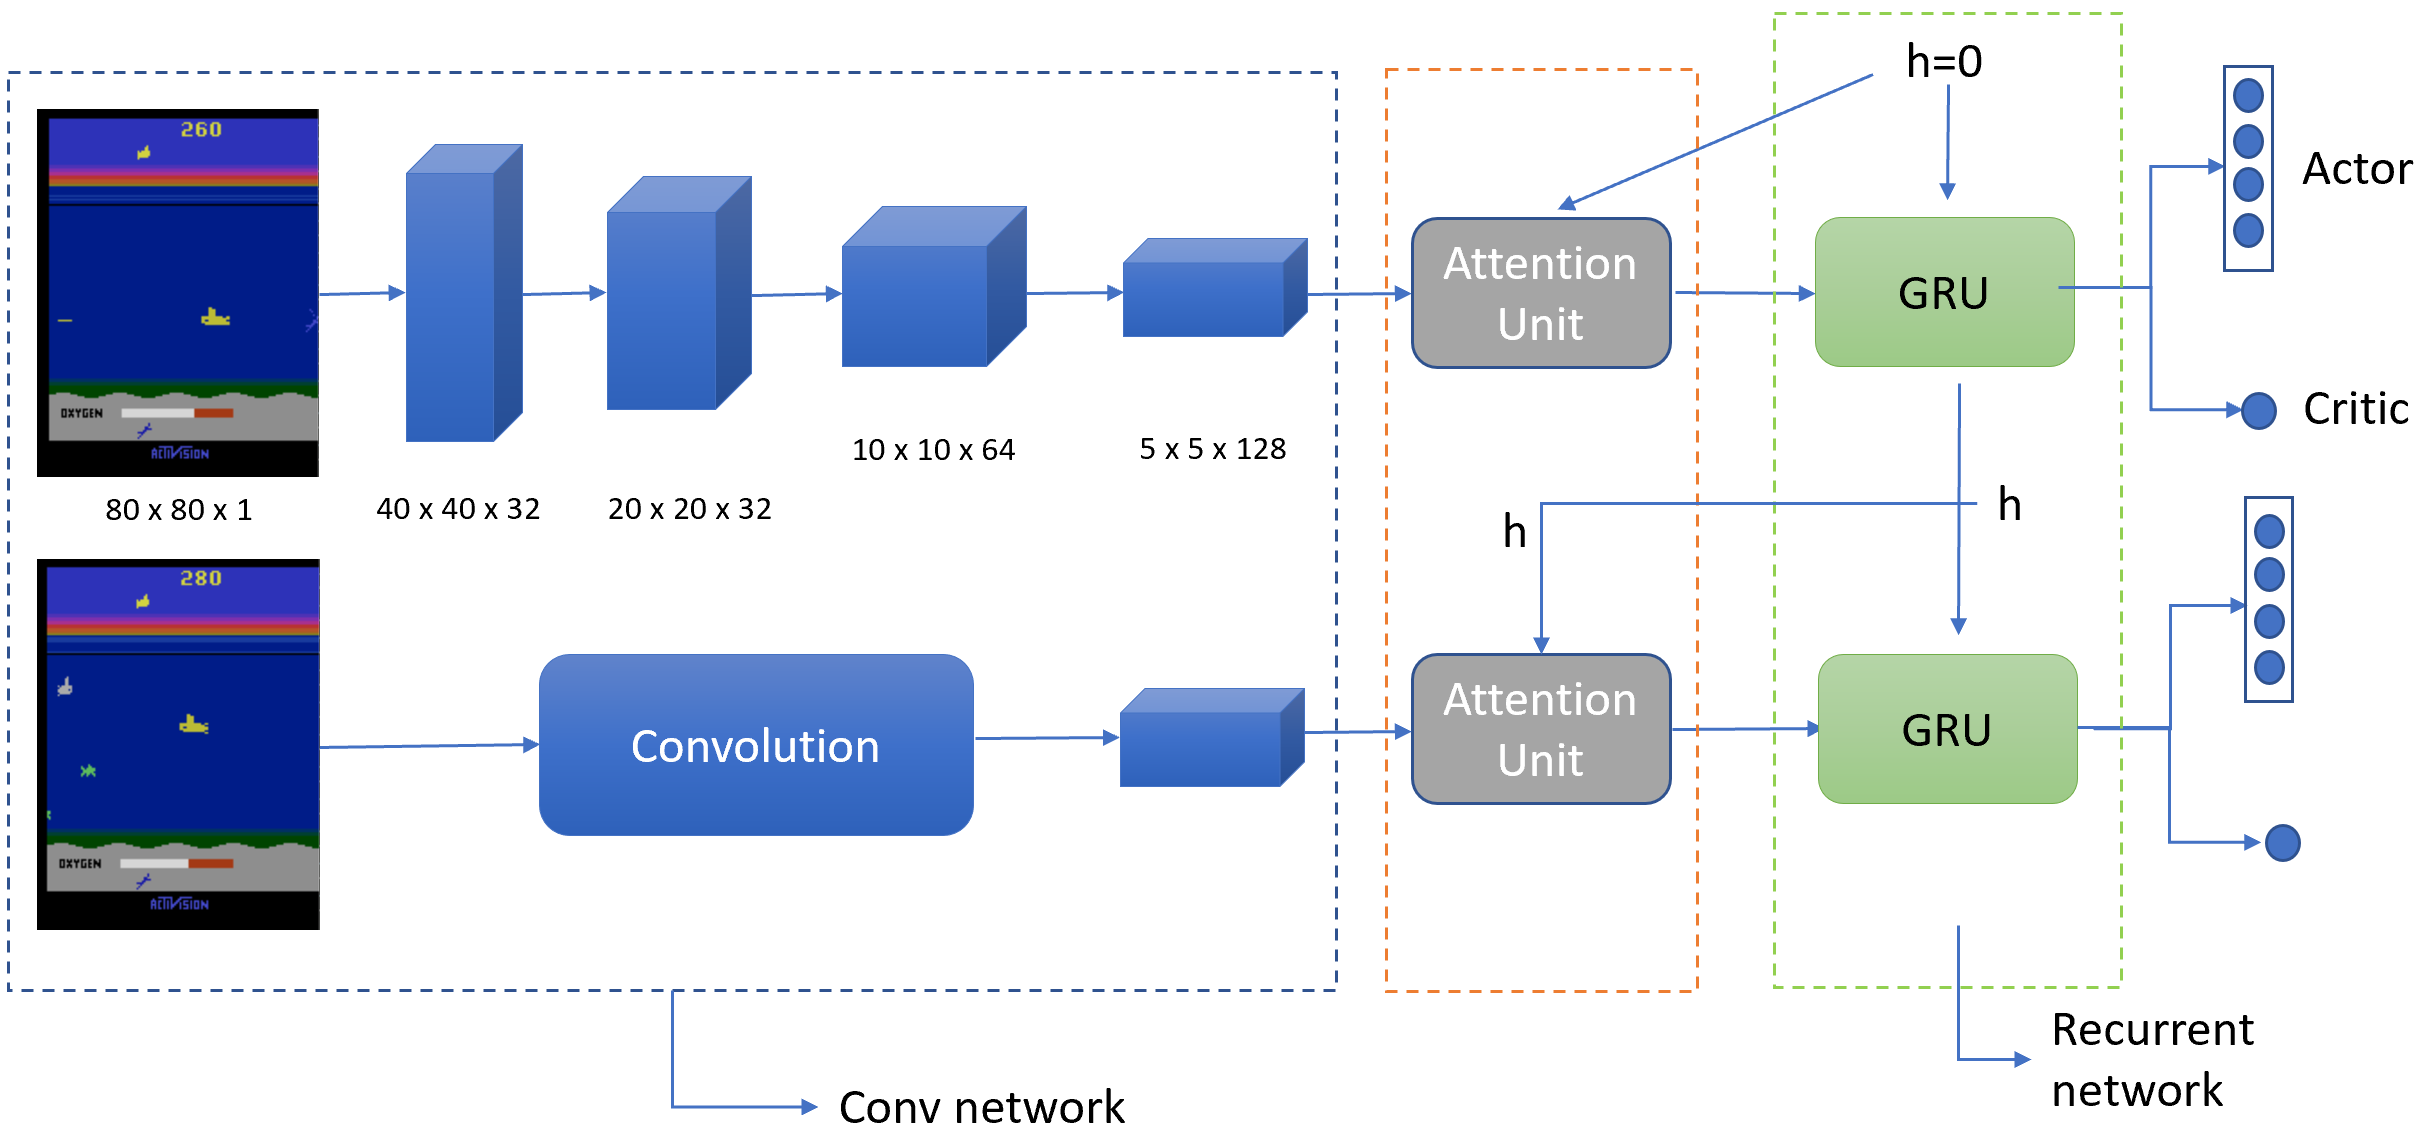 h=0
260
Actor
Attention
Unit
GRU
OXYGEN
ACTIVISION
Critic
10 x 10 x 64
5 x 5 x 128
80 x 80 x 1
40 x 40 x 32
20 x 20 x 32
h
h
280
Convolution
Attention
Unit
GRU
OXYGEN
ACTIVISION
Recurrent
network
Conv network